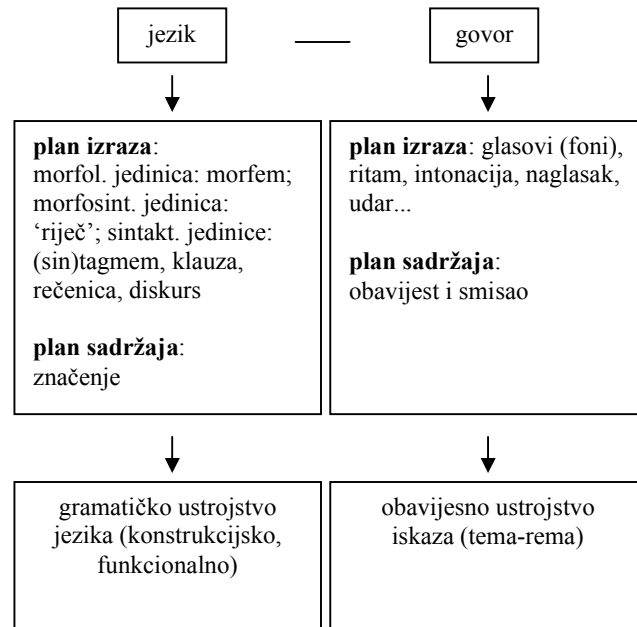 jezik
govor
plan izraza:
morfol. jedinica: morfem;
morfosint. jedinica:
‘riječ’; sintakt. jedinice:
(sin)tagmem, klauza,
rečenica, diskurs
plan sadržaja:
značenje
plan izraza: glasovi (foni),
ritam, intonacija, naglasak,
udar...
plan sadržaja:
obavijest i smisao
gramatičko ustrojstvo
jezika (konstrukcijsko,
funkcionalno)
obavijesno ustrojstvo
iskaza (tema-rema)